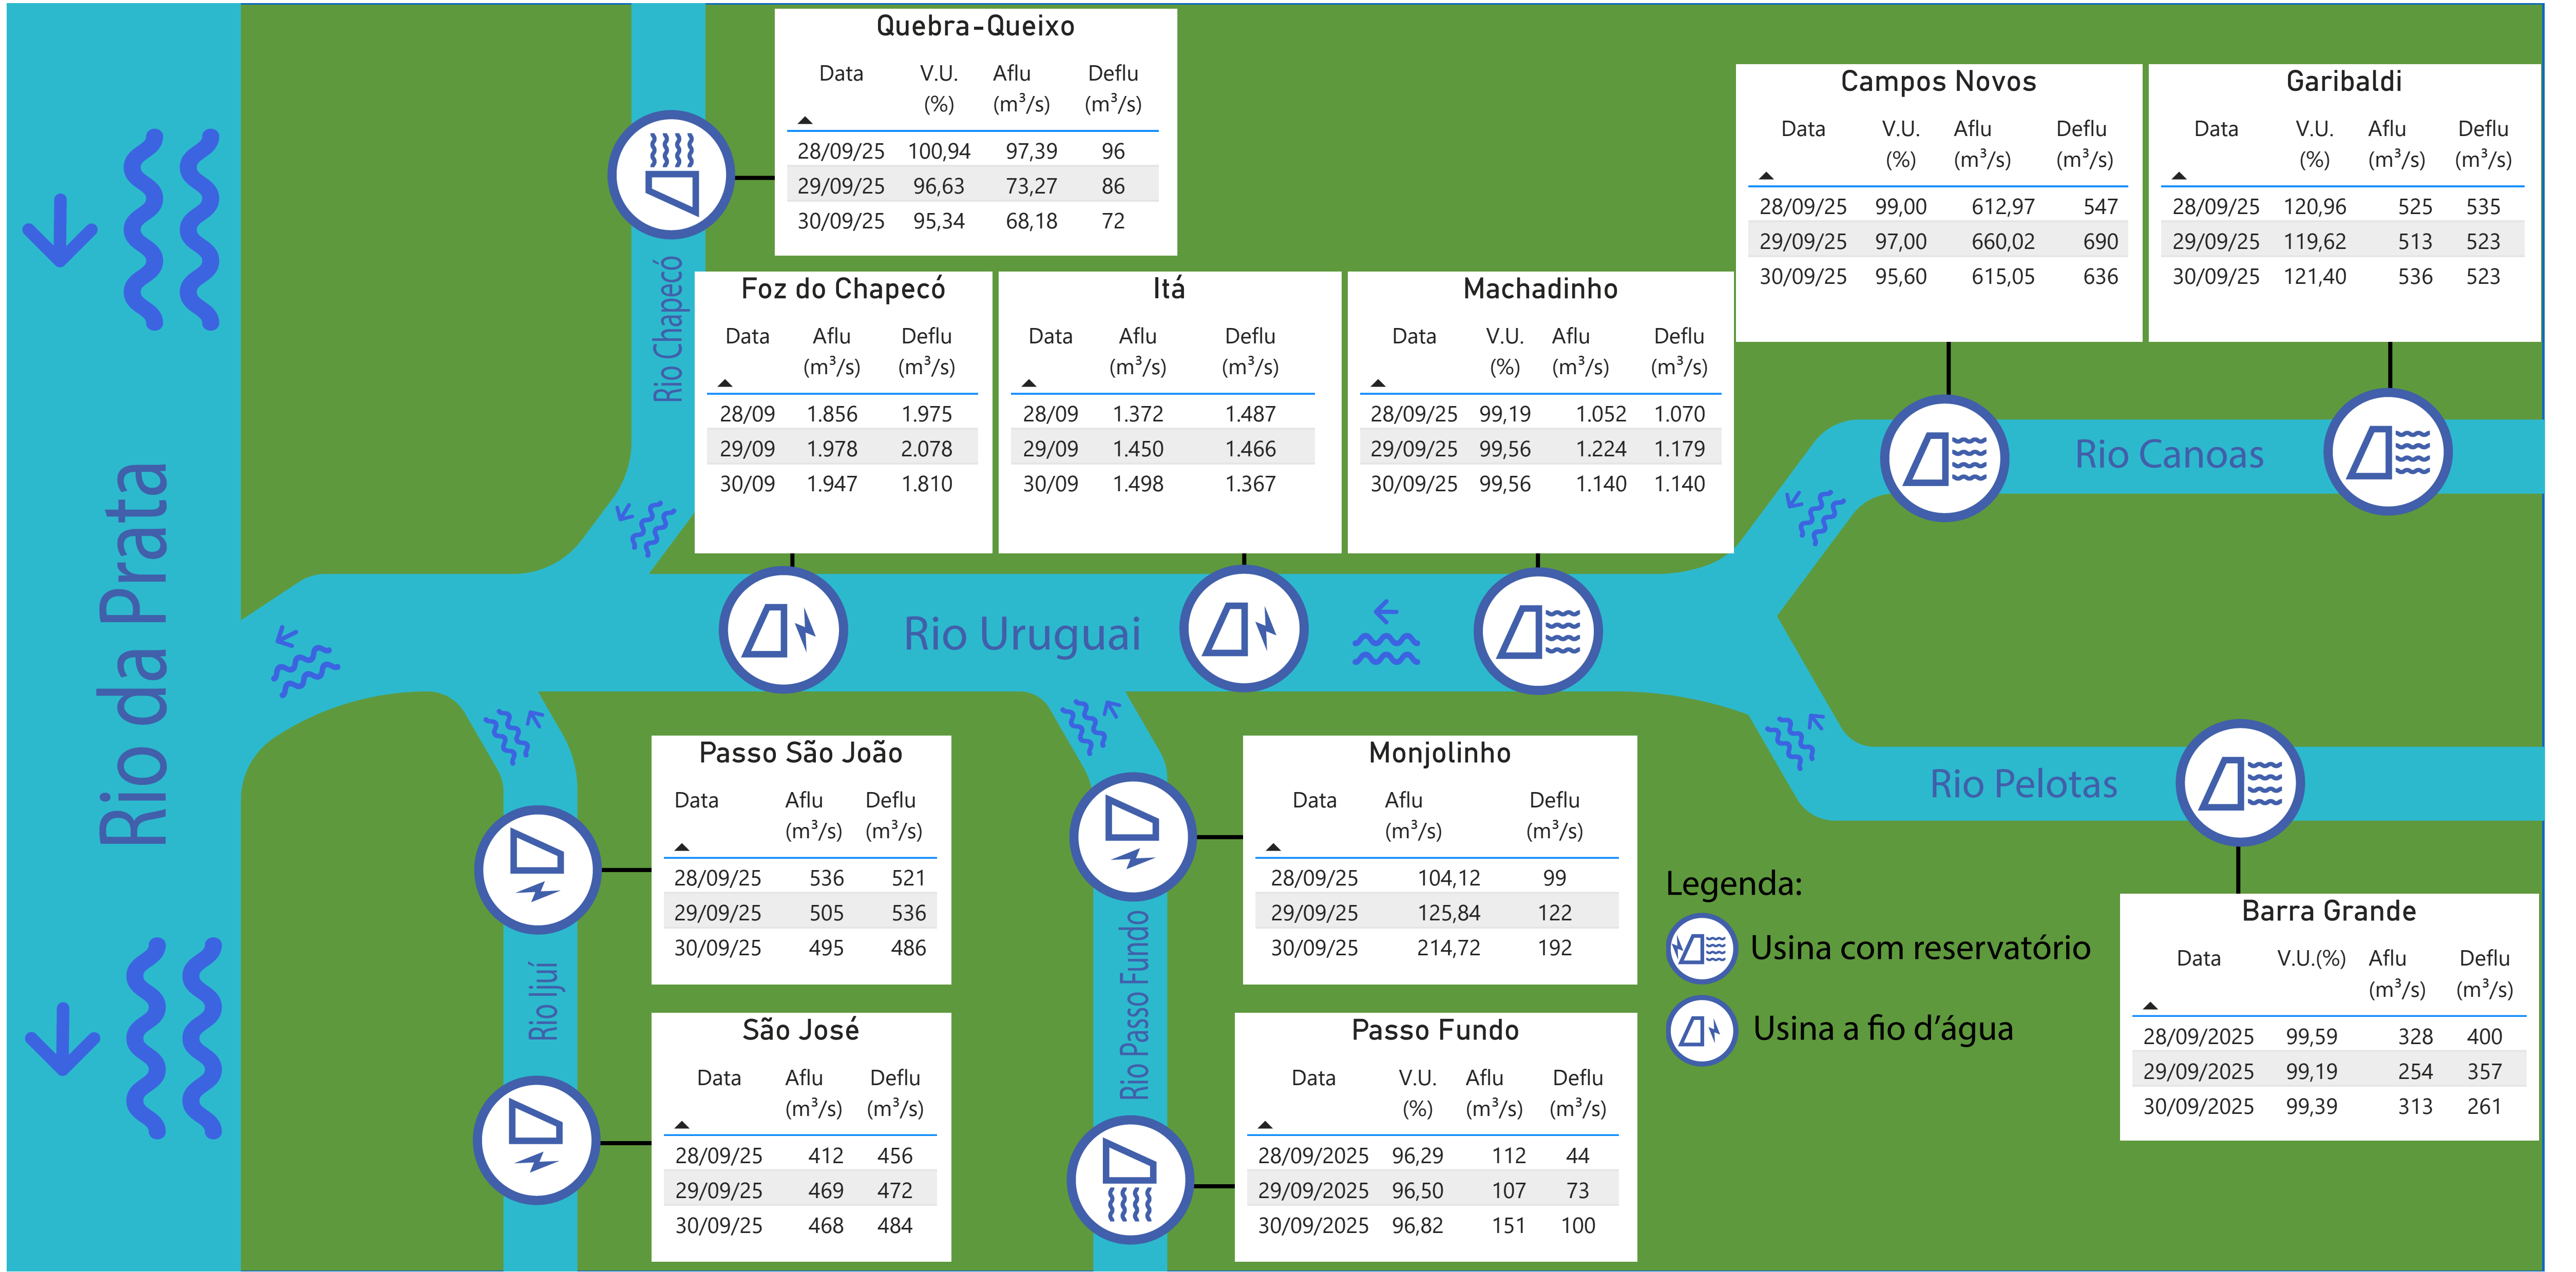 Quebra-Queixo
Data V.U. (%) Aflu (m³/s) Deflu (m³/s)
28/09/25 100,94 97,39 96
29/09/25 96,63 73,27 86
30/09/25 95,34 68,18 72
Campos Novos
Data V.U. (%) Aflu (m³/s) Deflu (m³/s)
28/09/25 99,00 612,97 547
29/09/25 97,00 660,02 690
30/09/25 95,60 615,05 636
Garibaldi
Data V.U. (%) Aflu (m³/s) Deflu (m³/s)
28/09/25 120,96 525 535
29/09/25 119,62 513 523
30/09/25 121,40 536 523
Rio Chapecó
Foz do Chapecó
Data Aflu (m³/s) Deflu (m³/s)
28/09 1.856 1.975
29/09 1.978 2.078
30/09 1.947 1.810
Itá
Data Aflu (m³/s) Deflu (m³/s)
28/09 1.372 1.487
29/09 1.450 1.466
30/09 1.498 1.367
Machadinho
Data V.U. (%) Aflu (m³/s) Deflu (m³/s)
28/09/25 99,19 1.052 1.070
29/09/25 99,56 1.224 1.179
30/09/25 99,56 1.140 1.140
Rio Canoas
Rio da Prata
Rio Uruguai
Rio Pelotas
Passo São João
Data Aflu (m³/s) Deflu (m³/s)
28/09/25 536 521
29/09/25 505 536
30/09/25 495 486
Monjolinho
Data Aflu (m³/s) Deflu (m³/s)
28/09/25 104,12 99
29/09/25 125,84 122
30/09/25 214,72 192
Rio Ijuí
Rio Passo Fundo
São José
Data Aflu (m³/s) Deflu (m³/s)
28/09/25 412 456
29/09/25 469 472
30/09/25 468 484
Passo Fundo
Data V.U. (%) Aflu (m³/s) Deflu (m³/s)
28/09/2025 96,29 112 44
29/09/2025 96,50 107 73
30/09/2025 96,82 151 100
Legenda:
Usina com reservatório
Usina a fio d’água
Barra Grande
Data V.U.(%) Aflu (m³/s) Deflu (m³/s)
28/09/2025 99,59 328 400
29/09/2025 99,19 254 357
30/09/2025 99,39 313 261